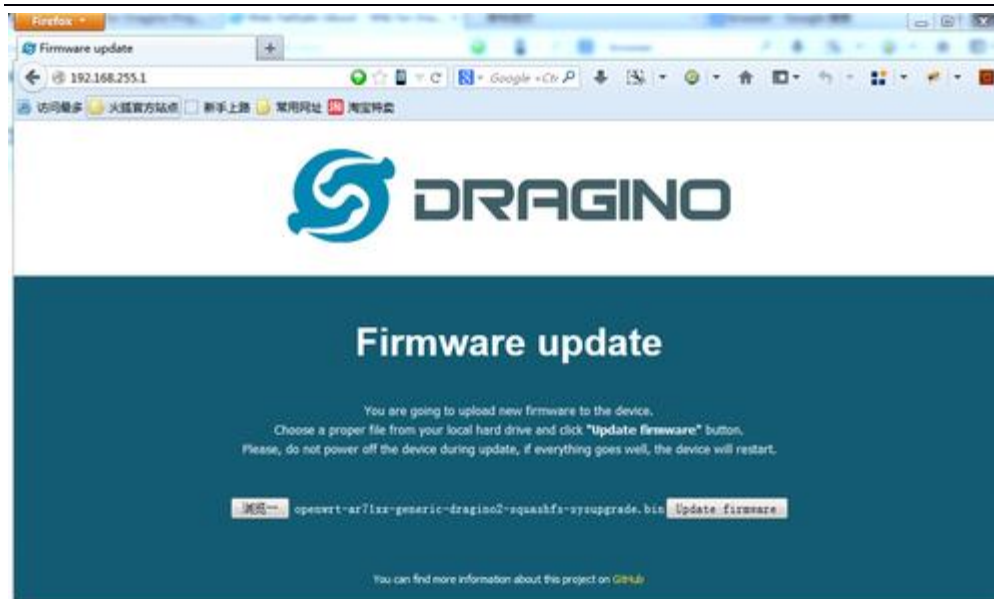 Firefox
Firmware update
192.168.255.1
Google <Ctr
访问最多 火狐官方站点 新手上路 常用网址 淘宝特卖
DRAGINO
Firmware update
You are going to upload new firmware to the device.
Choose a proper file from your local hard drive and click "Update firmware" button.
Please, do not power off the device during update, if everything goes well, the device will restart.
浏览… openwrt-ar71xx-generic-dragino2-squashfs-sysupgrade.bin Update firmware
You can find more information about this project on GitHub